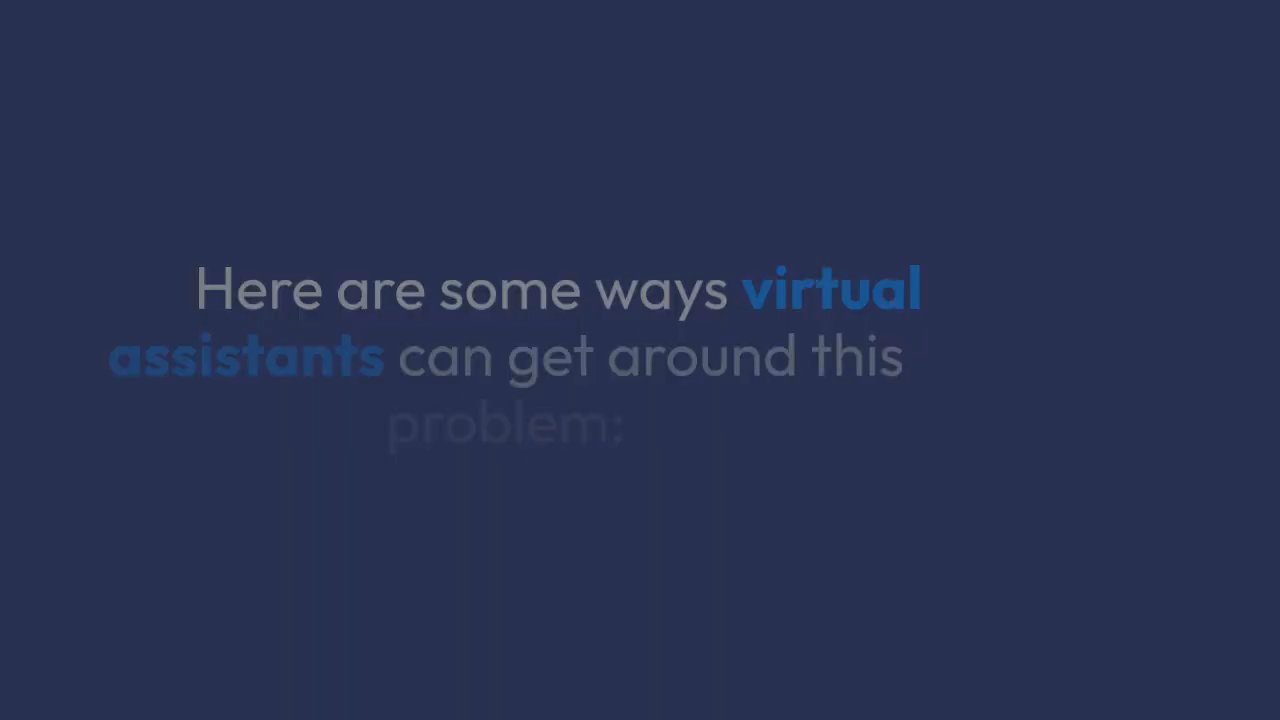 Here are some ways virtual
assistants can get around this
problem: